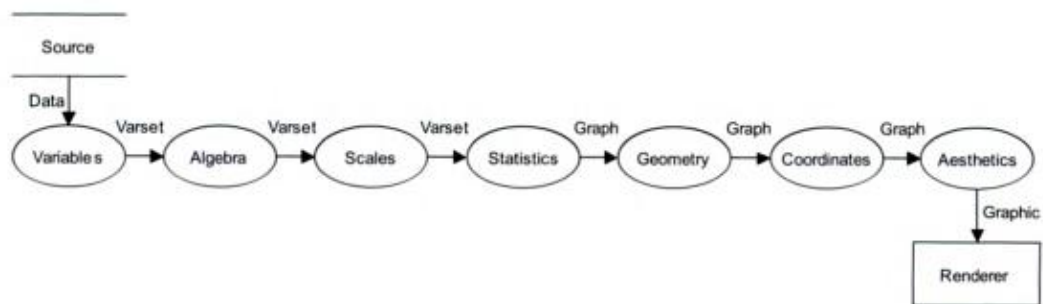 Source
Data
Varset Varset Varset Graph Graph Graph
Variables Algebra Scales Statistics Geometry Coordinates Aesthetics
Graphic
Renderer